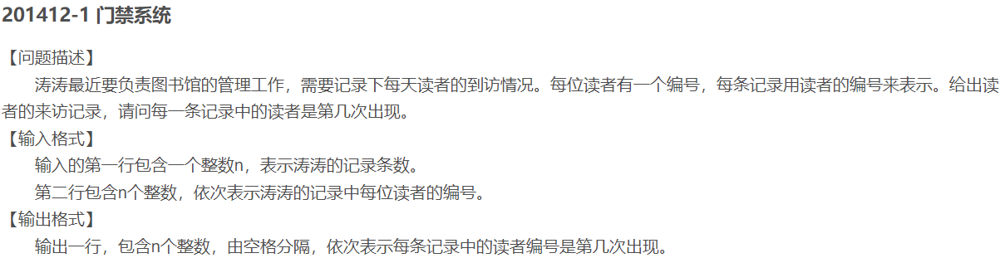 201412-1 门禁系统
【问题描述】
涛涛最近要负责图书馆的管理工作，需要记录下每天读者的到访情况。每位读者有一个编号，每条记录用读者的编号来表示。给出读
者的来访记录，请问每一条记录中的读者是第几次出现。
【输入格式】
输入的第一行包含一个整数n，表示涛涛的记录条数。
第二行包含n个整数，依次表示涛涛的记录中每位读者的编号。
【输出格式】
输出一行，包含n个整数，由空格分隔，依次表示每条记录中的读者编号是第几次出现。